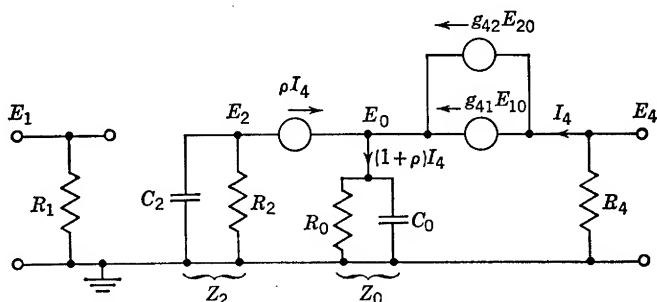 g₄₂E₂₀
ρI₄
g₄₁E₁₀
E₁
E₂
E₀
I₄
E₄
(1+ρ)I₄
R₁
C₂
R₂
R₀
C₀
R₄
Z₂
Z₀